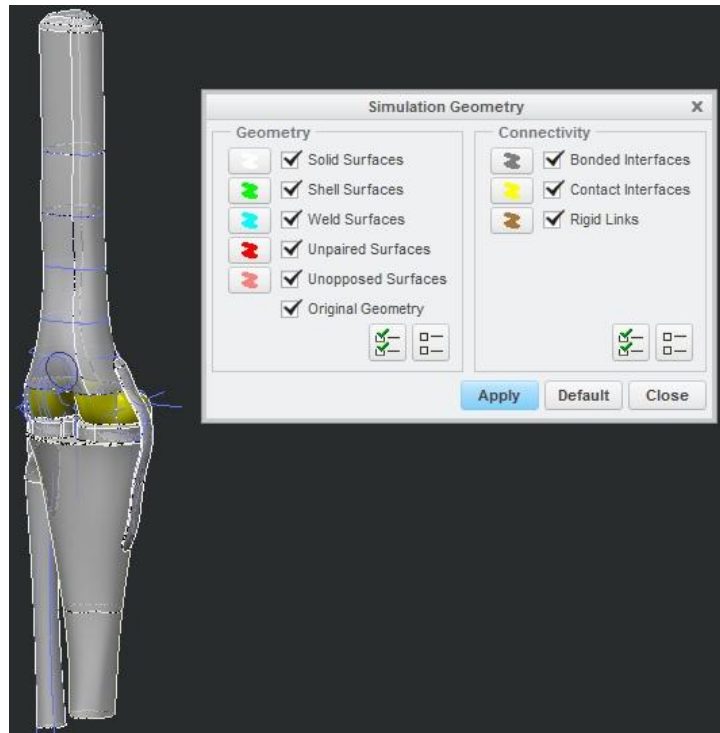 Simulation Geometry X
Geometry
Solid Surfaces
Shell Surfaces
Weld Surfaces
Unpaired Surfaces
Unopposed Surfaces
Original Geometry
Connectivity
Bonded Interfaces
Contact Interfaces
Rigid Links
Apply Default Close